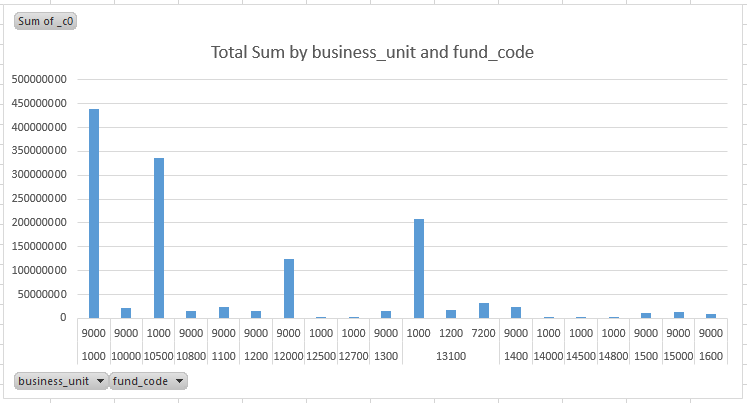 Sum of _c0
Total Sum by business_unit and fund_code
500000000
450000000
400000000
350000000
300000000
250000000
200000000
150000000
100000000
50000000
0
9000 9000 1000 9000 9000 9000 9000 1000 1000 9000 1000 1200 7200 9000 1000 1000 1000 9000 9000 9000
1000 10000 10500 10800 1100 1200 12000 12500 12700 1300 13100 1400 14000 14500 14800 1500 15000 1600
business_unit fund_code